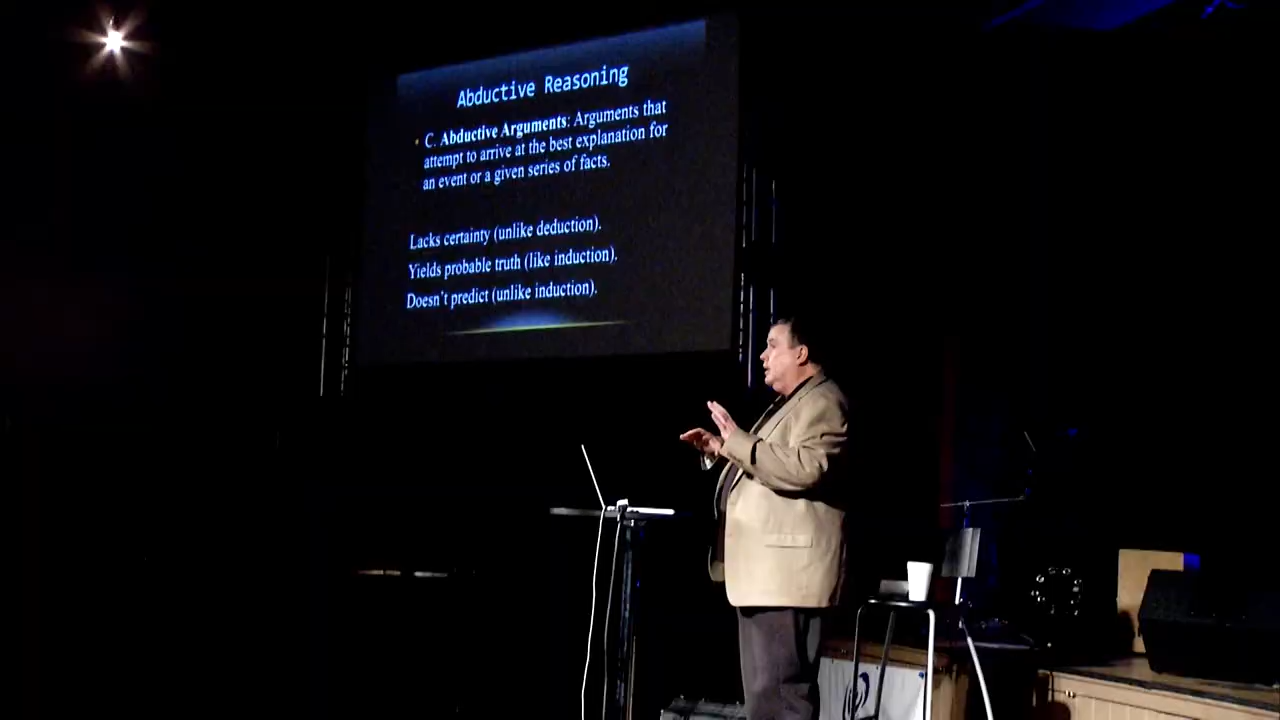 Abductive Reasoning
• C. Abductive Arguments: Arguments that
attempt to arrive at the best explanation for
an event or a given series of facts.
Lacks certainty (unlike deduction).
Yields probable truth (like induction).
Doesn't predict (unlike induction).